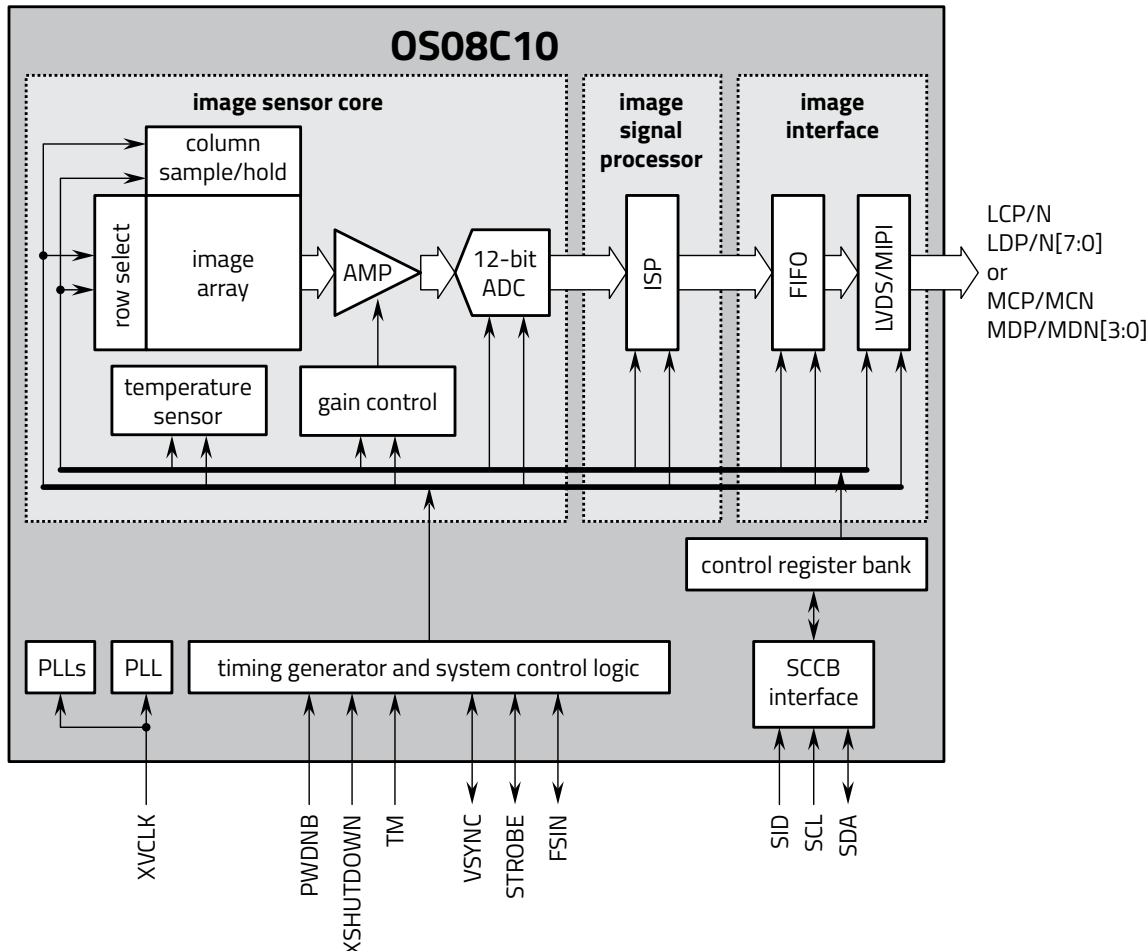 OS08C10
image sensor core
image
signal
processor
image
interface
column
sample/hold
row select
image
array
AMP
12-bit
ADC
ISP
FIFO
LVDS/MIPI
LCP/N
LDP/N[7:0]
or
MCP/MCN
MDP/MDN[3:0]
temperature
sensor
gain control
control register bank
PLLs
PLL
timing generator and system control logic
SCCB
interface
XVCLK
PWDNB
XSHUTDOWN
TM
VSYNC
STROBE
FSIN
SID
SCL
SDA